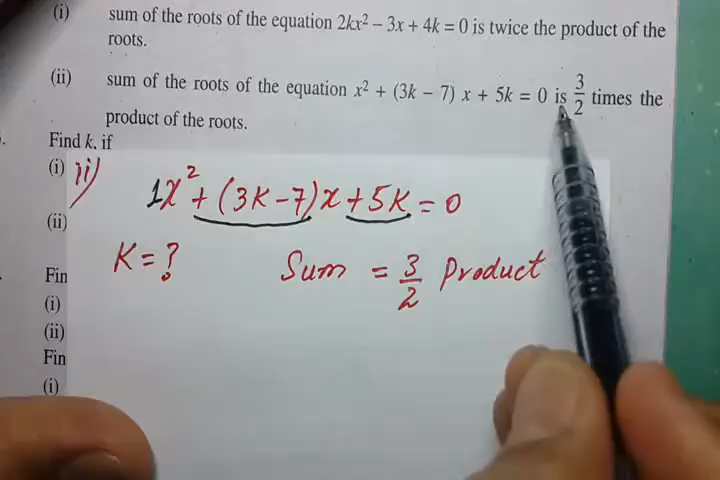 (i) sum of the roots of the equation 2kx² – 3x + 4k = 0 is twice the product of the
roots.
(ii) sum of the roots of the equation x² + (3k – 7) x + 5k = 0 is 3/2 times the
product of the roots.
Find k, if
(i) ii) 1x² + (3K-7)x + 5K = 0
(ii)
K = ? Sum = 3/2 Product
Fin
(i)
(ii)
Fin
(i)